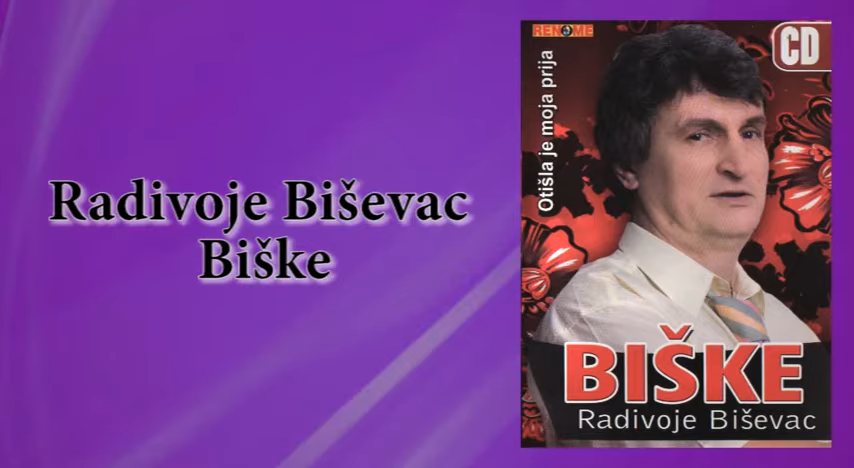 Radivoje Biševac
Biške
RENOME
CD
Otišla je moja prija
BIŠKE
Radivoje Biševac